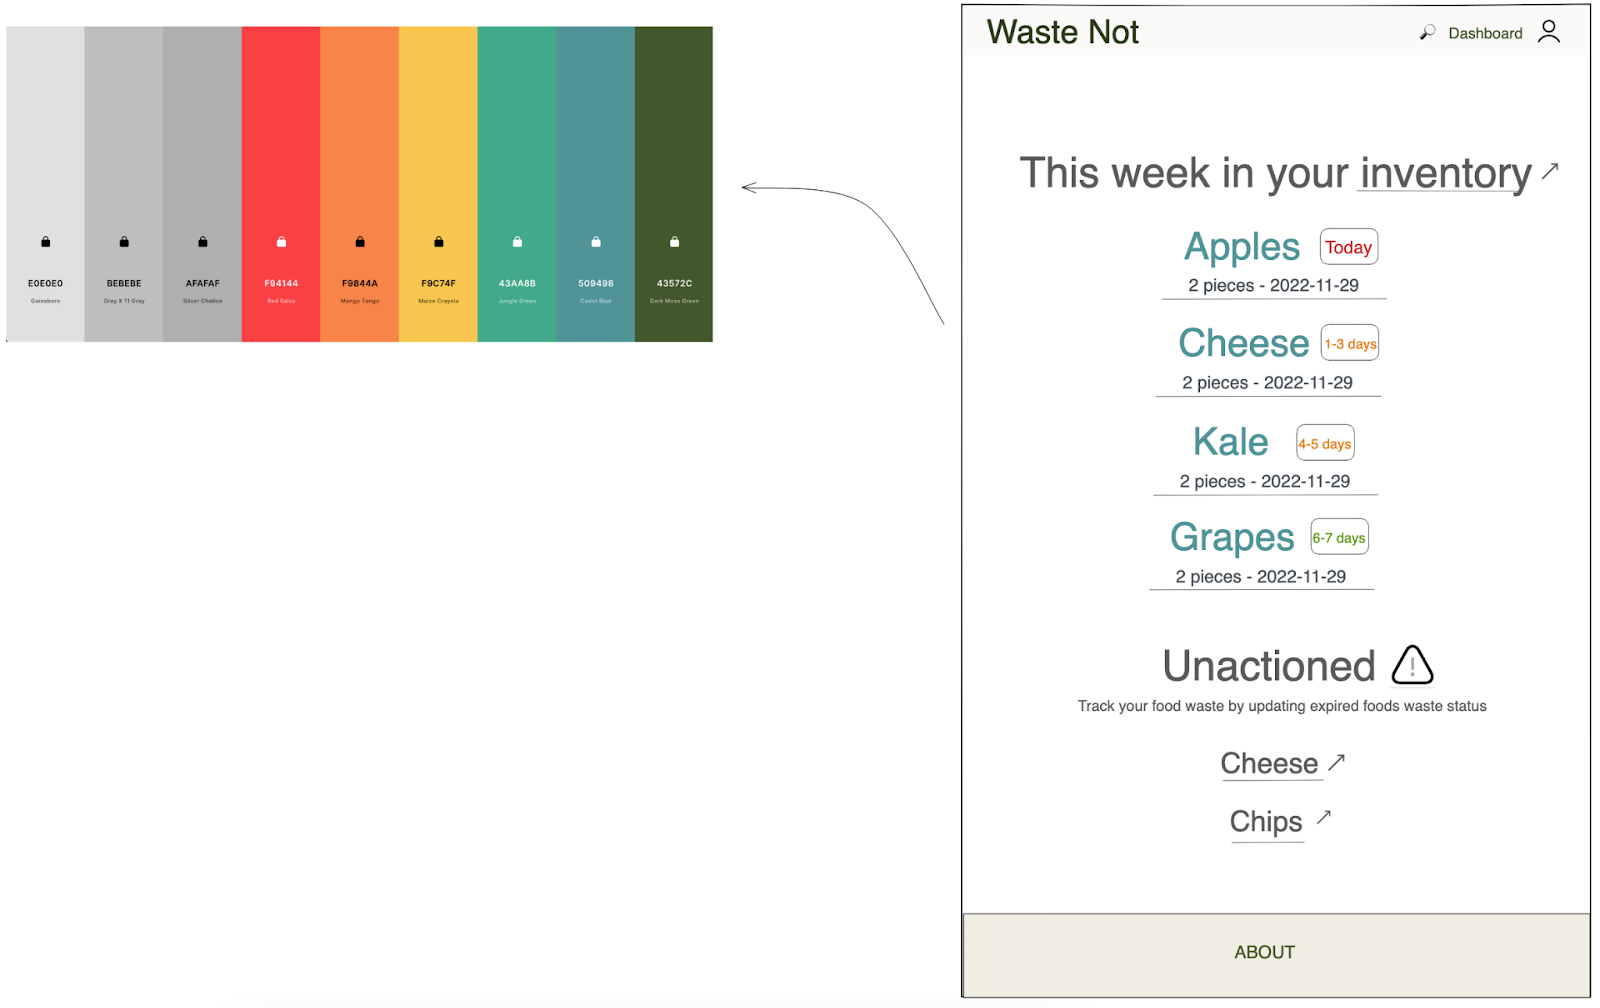 E0E0E0
Gainsboro
BEBEBE
Gray X 11 Gray
AFAFAF
Silver Chalice
F94144
Red Salsa
F9844A
Mango Tango
F9C74F
Maize Crayola
43AA8B
Jungle Green
509498
Cadet Blue
43572C
Dark Moss Green
Waste Not
Dashboard
This week in your inventory
Apples
Today
2 pieces - 2022-11-29
Cheese
1-3 days
2 pieces - 2022-11-29
Kale
4-5 days
2 pieces - 2022-11-29
Grapes
6-7 days
2 pieces - 2022-11-29
Unactioned
Track your food waste by updating expired foods waste status
Cheese
Chips
ABOUT